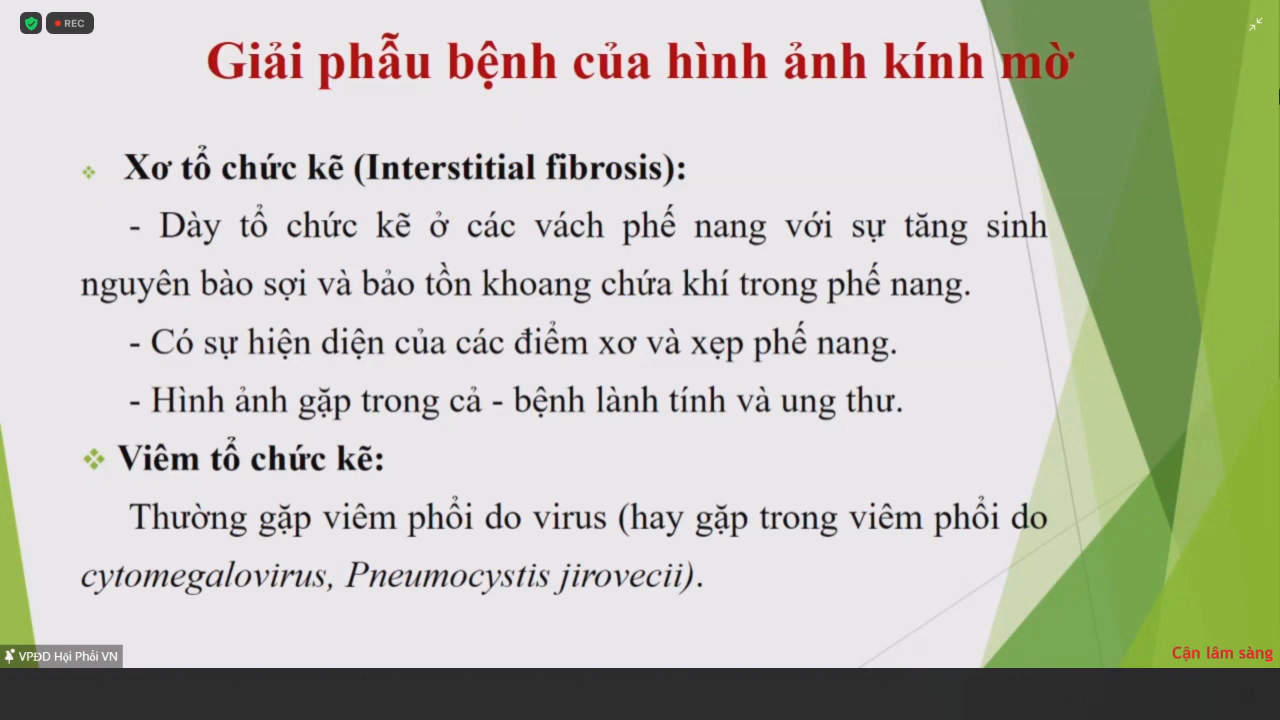 REC
Giải phẫu bệnh của hình ảnh kính mờ
Xơ tổ chức kẽ (Interstitial fibrosis):
- Dày tổ chức kẽ ở các vách phế nang với sự tăng sinh
nguyên bào sợi và bảo tồn khoang chứa khí trong phế nang.
- Có sự hiện diện của các điểm xơ và xẹp phế nang.
- Hình ảnh gặp trong cả - bệnh lành tính và ung thư.
Viêm tổ chức kẽ:
Thường gặp viêm phổi do virus (hay gặp trong viêm phổi do
cytomegalovirus, Pneumocystis jirovecii).
VPĐD Hội Phổi VN
Cận lâm sàng